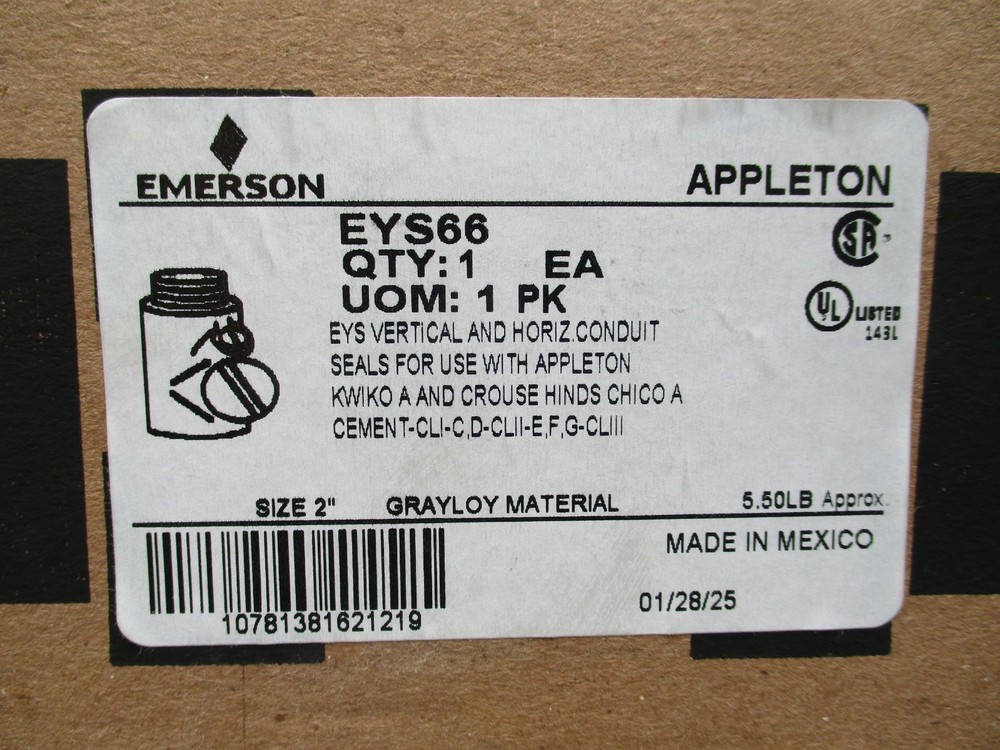 EMERSON
APPLETON
EYS66
QTY: 1 EA
UOM: 1 PK
SA
UL LISTED
143L
EYS VERTICAL AND HORIZ.CONDUIT
SEALS FOR USE WITH APPLETON
KWIKO A AND CROUSE HINDS CHICO A
CEMENT-CLI-C,D-CLII-E,F,G-CLIII
SIZE 2" GRAYLOY MATERIAL 5.50LB Approx.
MADE IN MEXICO
10781381621219
01/28/25